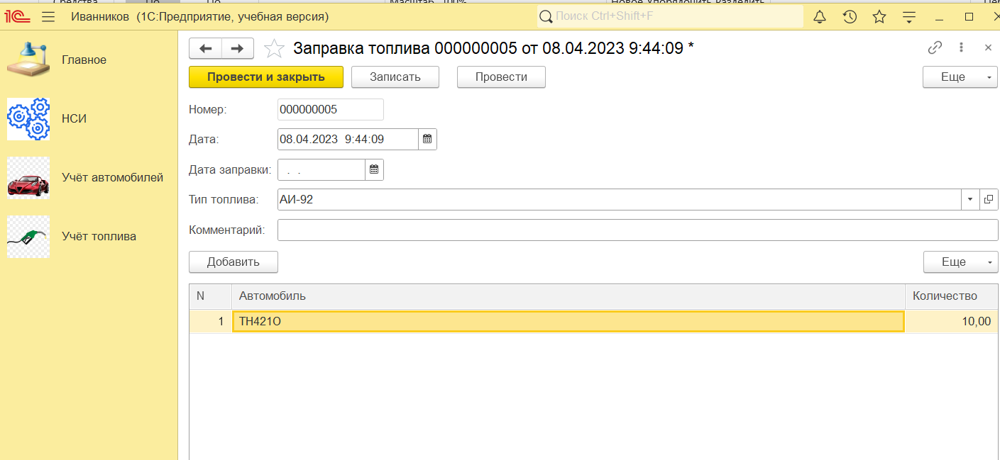 Иванников (1С:Предприятие, учебная версия)
Поиск Ctrl+Shift+F
Главное
НСИ
Учёт автомобилей
Учёт топлива
Заправка топлива 000000005 от 08.04.2023 9:44:09 *
Провести и закрыть
Записать
Провести
Еще
Номер: 000000005
Дата: 08.04.2023 9:44:09
Дата заправки: . .
Тип топлива: АИ-92
Комментарий:
Добавить
Еще
N Автомобиль Количество
1 ТН421О 10,00